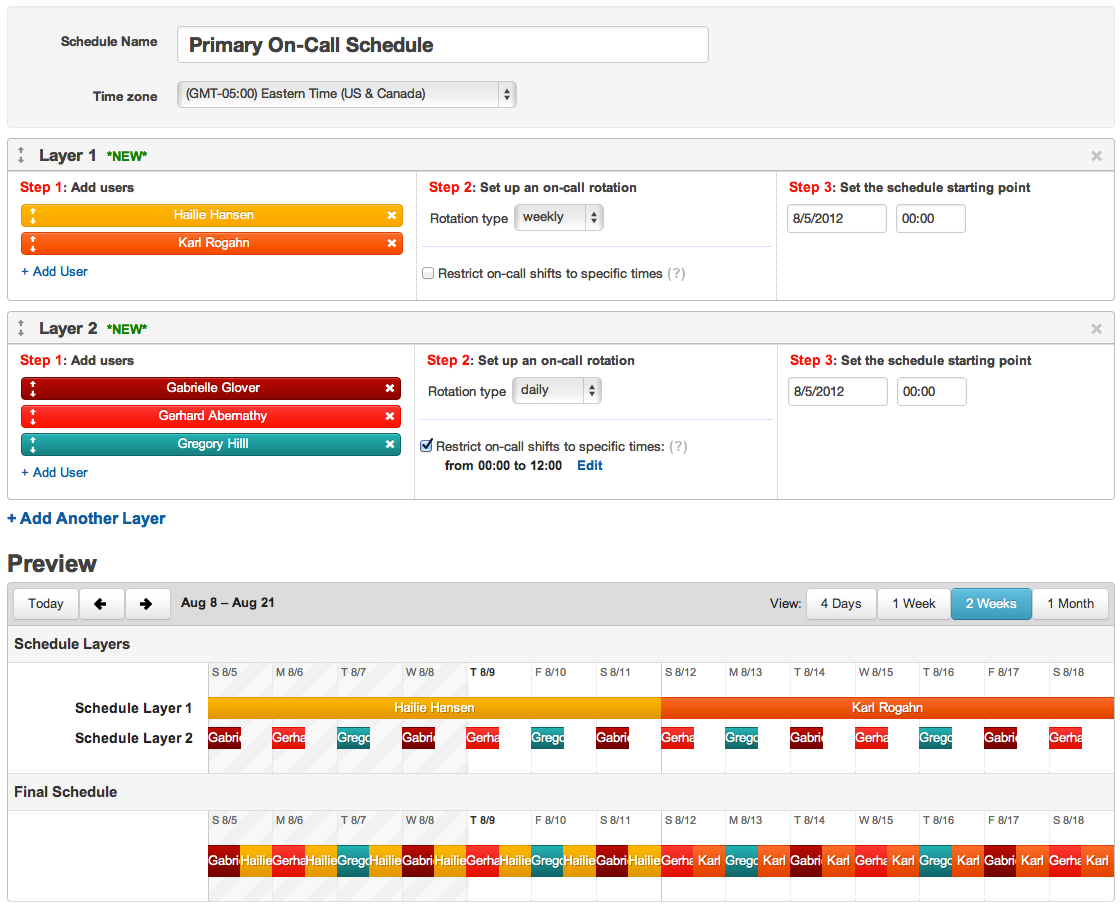 Schedule Name Primary On-Call Schedule
Time zone (GMT-05:00) Eastern Time (US & Canada)
Layer 1 *NEW*
Step 1: Add users Step 2: Set up an on-call rotation Step 3: Set the schedule starting point
Hailie Hansen Rotation type weekly 8/5/2012 00:00
Karl Rogahn
+ Add User Restrict on-call shifts to specific times (?)
Layer 2 *NEW*
Step 1: Add users Step 2: Set up an on-call rotation Step 3: Set the schedule starting point
Gabrielle Glover Rotation type daily 8/5/2012 00:00
Gerhard Abernathy
Gregory Hilll Restrict on-call shifts to specific times: (?)
+ Add User from 00:00 to 12:00 Edit
+ Add Another Layer
Preview
Today Aug 8 – Aug 21 View: 4 Days 1 Week 2 Weeks 1 Month
Schedule Layers
S 8/5 M 8/6 T 8/7 W 8/8 T 8/9 F 8/10 S 8/11 S 8/12 M 8/13 T 8/14 W 8/15 T 8/16 F 8/17 S 8/18
Schedule Layer 1 Hailie Hansen Karl Rogahn
Schedule Layer 2 Gabrie Gerha Grego Gabrie Gerha Grego Gabrie Gerha Grego Gabrie Gerha Grego Gabrie Gerha
Final Schedule
S 8/5 M 8/6 T 8/7 W 8/8 T 8/9 F 8/10 S 8/11 S 8/12 M 8/13 T 8/14 W 8/15 T 8/16 F 8/17 S 8/18
Gabri Hailie Gerha Hailie Grego Hailie Gabri Hailie Gerha Hailie Grego Hailie Gabri Hailie Gerha Karl Grego Karl Gabri Karl Gerha Karl Grego Karl Gabri Karl Gerha Karl